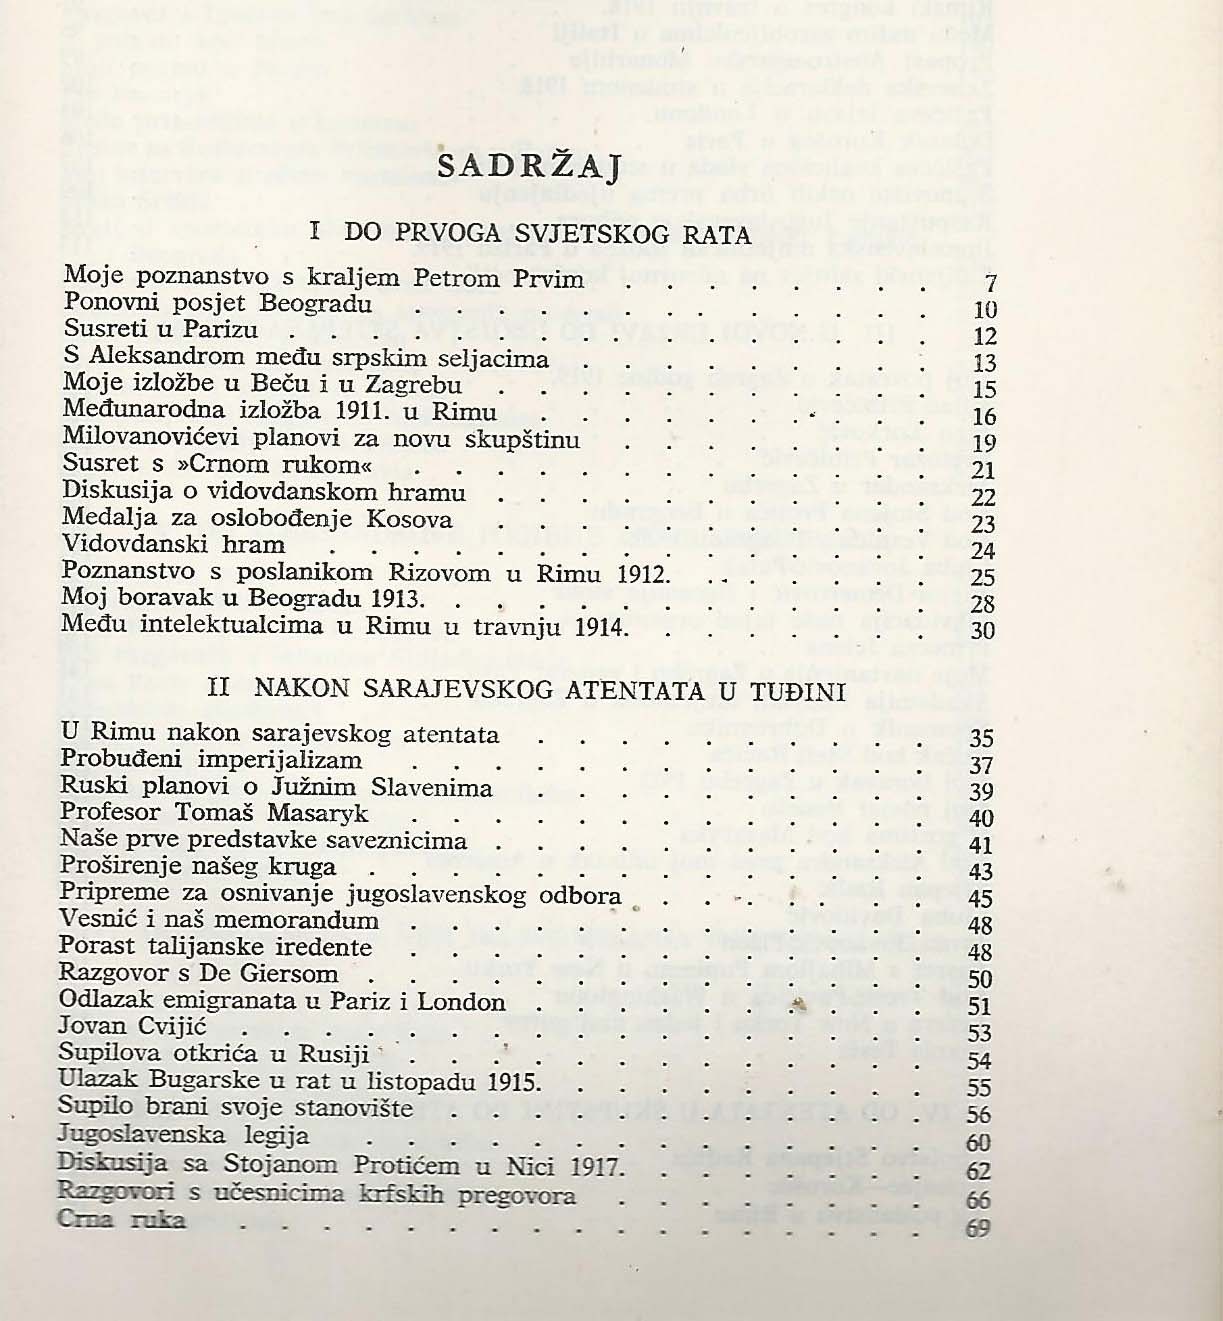 SADRŽAJ
I DO PRVOGA SVJETSKOG RATA
Moje poznanstvo s kraljem Petrom Prvim . . . . . . . . 7
Ponovni posjet Beogradu . . . . . . . . . . . . . 10
Susreti u Parizu . . . . . . . . . . . . . . . . 12
S Aleksandrom među srpskim seljacima . . . . . . . . . 13
Moje izložbe u Beču i u Zagrebu . . . . . . . . . . . 15
Međunarodna izložba 1911. u Rimu . . . . . . . . . . 16
Milovanovićevi planovi za novu skupštinu . . . . . . . . 19
Susret s »Crnom rukom« . . . . . . . . . . . . . 21
Diskusija o vidovdanskom hramu . . . . . . . . . . . 22
Medalja za oslobođenje Kosova . . . . . . . . . . . 23
Vidovdanski hram . . . . . . . . . . . . . . . 24
Poznanstvo s poslanikom Rizovom u Rimu 1912. . . . . . . 25
Moj boravak u Beogradu 1913. . . . . . . . . . . . . 28
Među intelektualcima u Rimu u travnju 1914. . . . . . . . 30
II NAKON SARAJEVSKOG ATENTATA U TUĐINI
U Rimu nakon sarajevskog atentata . . . . . . . . . . 35
Probuđeni imperijalizam . . . . . . . . . . . . . 37
Ruski planovi o Južnim Slavenima . . . . . . . . . . 39
Profesor Tomaš Masaryk . . . . . . . . . . . . . 40
Naše prve predstavke saveznicima . . . . . . . . . . . 41
Proširenje našeg kruga . . . . . . . . . . . . . . 43
Pripreme za osnivanje jugoslavenskog odbora . . . . . . . 45
Vesnić i naš memorandum . . . . . . . . . . . . . 48
Porast talijanske iredente . . . . . . . . . . . . . 48
Razgovor s De Giersom . . . . . . . . . . . . . . 50
Odlazak emigranata u Pariz i London . . . . . . . . . . 51
Jovan Cvijić . . . . . . . . . . . . . . . . . 53
Supilova otkrića u Rusiji . . . . . . . . . . . . . 54
Ulazak Bugarske u rat u listopadu 1915. . . . . . . . . . 55
Supilo brani svoje stanovište . . . . . . . . . . . . 56
Jugoslavenska legija . . . . . . . . . . . . . . 60
Diskusija sa Stojanom Protićem u Nici 1917. . . . . . . . 62
Razgovori s učesnicima krfskih pregovora . . . . . . . . 66
Crna ruka . . . . . . . . . . . . . . . . . 69